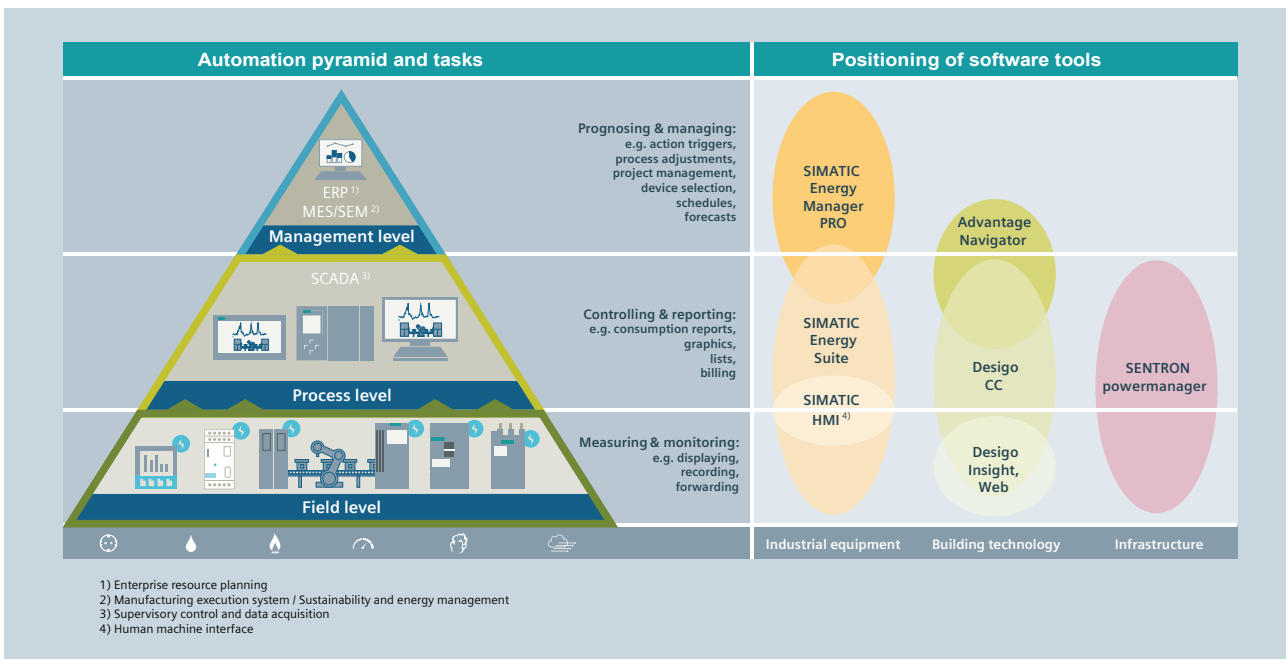 Automation pyramid and tasks
Positioning of software tools
ERP 1)
MES/SEM 2)
Management level
Prognosing & managing:
e.g. action triggers,
process adjustments,
project management,
device selection,
schedules,
forecasts
SIMATIC
Energy
Manager
PRO
Advantage
Navigator
SCADA 3)
Process level
Controlling & reporting:
e.g. consumption reports,
graphics,
lists,
billing
SIMATIC
Energy
Suite
Desigo
CC
SENTRON
powermanager
SIMATIC
HMI 4)
Field level
Measuring & monitoring:
e.g. displaying,
recording,
forwarding
Desigo
Insight,
Web
Industrial equipment
Building technology
Infrastructure
1) Enterprise resource planning
2) Manufacturing execution system / Sustainability and energy management
3) Supervisory control and data acquisition
4) Human machine interface